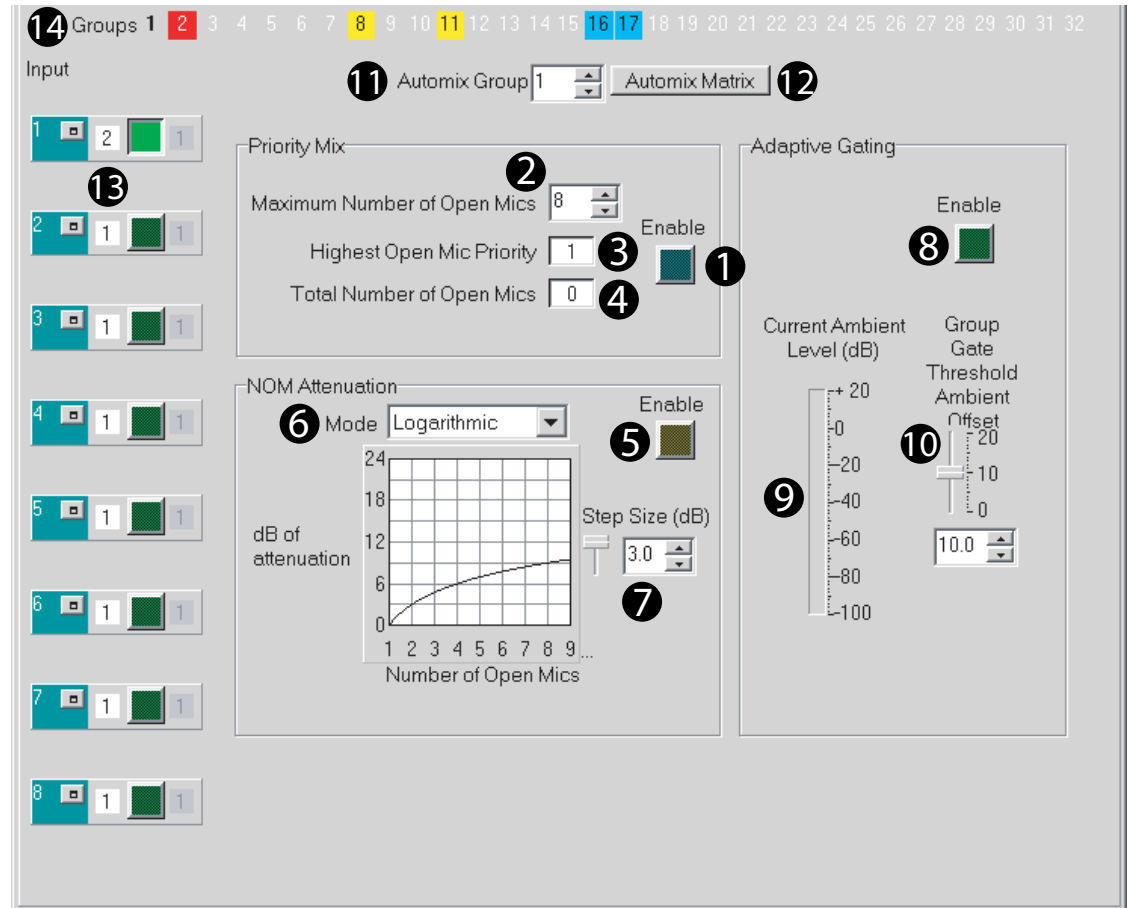 14 Groups 1 2 3 4 5 6 7 8 9 10 11 12 13 14 15 16 17 18 19 20 21 22 23 24 25 26 27 28 29 30 31 32
Input
11 Automix Group 1 Automix Matrix 12
1 2 1
13
2 1 1
3 1 1
4 1 1
5 1 1
6 1 1
7 1 1
8 1 1
Priority Mix
2
Maximum Number of Open Mics 8
Highest Open Mic Priority 1 3
Total Number of Open Mics 0 4
Enable
1
NOM Attenuation
6 Mode Logarithmic
Enable
5
24
18
12
6
0
dB of
attenuation
1 2 3 4 5 6 7 8 9 ...
Number of Open Mics
Step Size (dB)
3.0
7
Adaptive Gating
Enable
8
Current Ambient
Level (dB)
+ 20
0
-20
-40
-60
-80
-100
9
Group
Gate
Threshold
Ambient
Offset
10
20
10
0
10.0